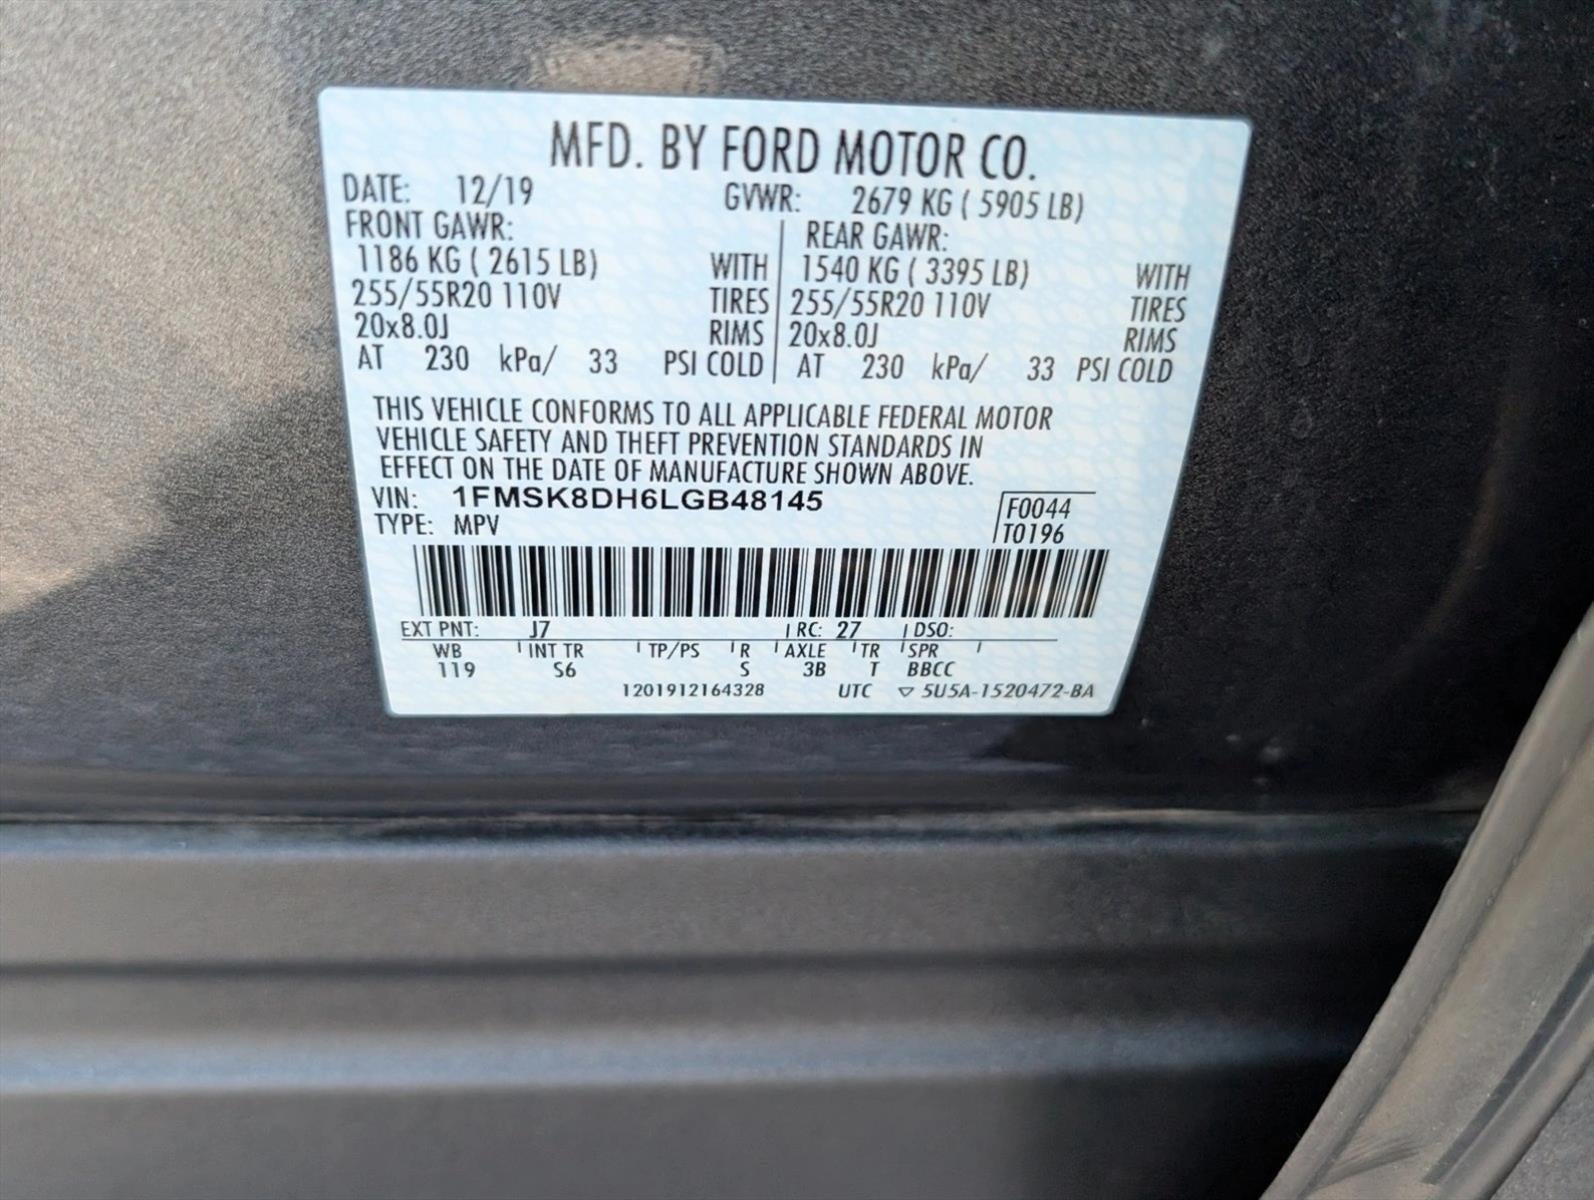 MFD. BY FORD MOTOR CO.
DATE: 12/19 GVWR: 2679 KG ( 5905 LB)
FRONT GAWR: REAR GAWR:
1186 KG ( 2615 LB) WITH 1540 KG ( 3395 LB) WITH
255/55R20 110V TIRES 255/55R20 110V TIRES
20x8.0J RIMS 20x8.0J RIMS
AT 230 kPa/ 33 PSI COLD AT 230 kPa/ 33 PSI COLD
THIS VEHICLE CONFORMS TO ALL APPLICABLE FEDERAL MOTOR
VEHICLE SAFETY AND THEFT PREVENTION STANDARDS IN
EFFECT ON THE DATE OF MANUFACTURE SHOWN ABOVE.
VIN: 1FMSK8DH6LGB48145 F0044
TYPE: MPV T0196
EXT PNT: J7 RC: 27 DSO:
WB INT TR TP/PS R AXLE TR SPR
119 S6 S 3B T BBCC
1201912164328 UTC ▽ 5U5A-1520472-BA